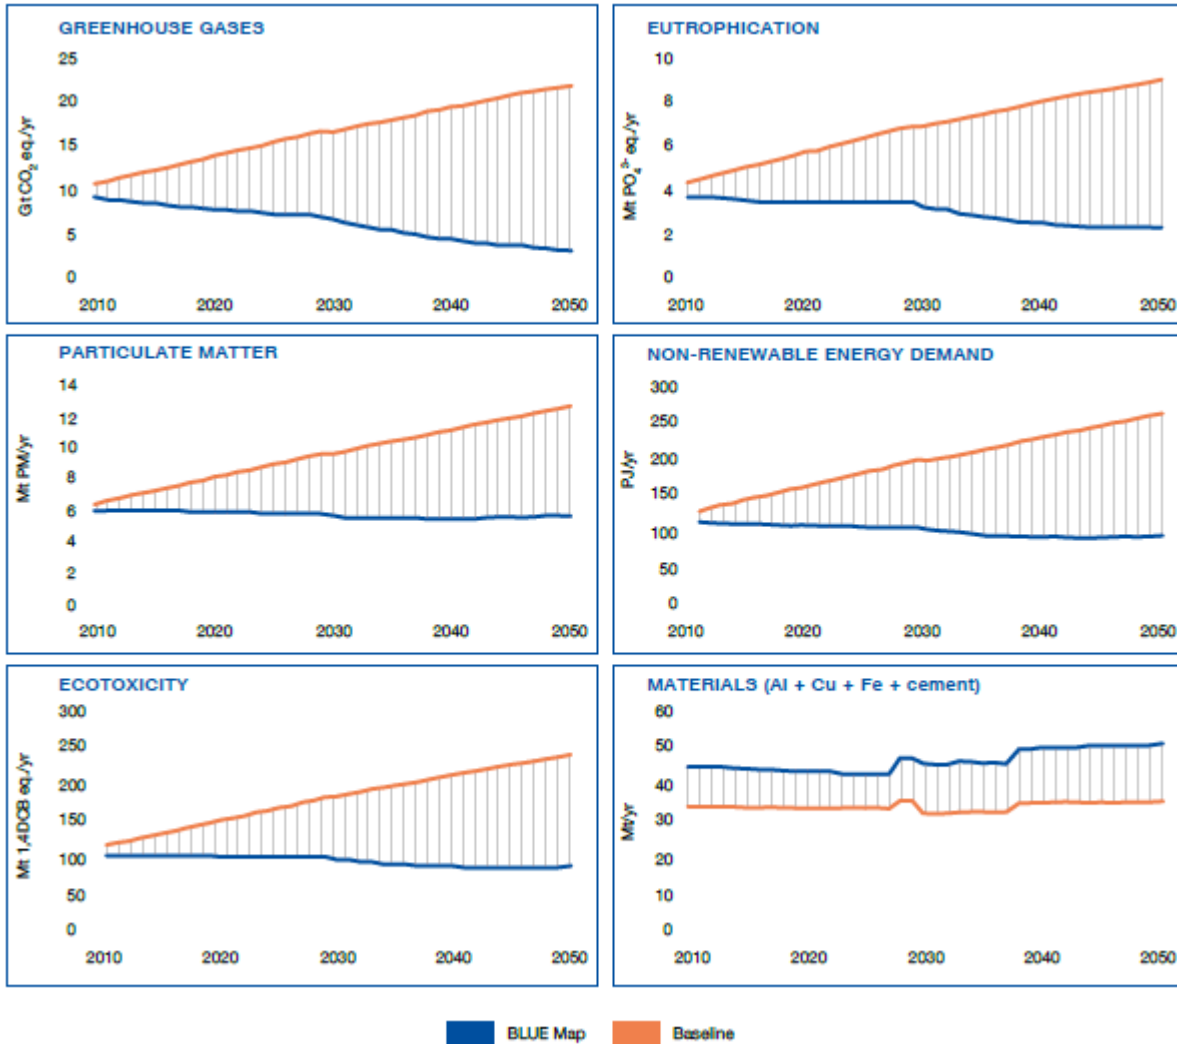 GREENHOUSE GASES
25
20
15
10
5
0
GtCO₂ eq./yr
2010 2020 2030 2040 2050
EUTROPHICATION
10
8
6
4
2
0
Mt PO₄³⁻ eq./yr
2010 2020 2030 2040 2050
PARTICULATE MATTER
14
12
10
8
6
4
2
0
Mt PM/yr
2010 2020 2030 2040 2050
NON-RENEWABLE ENERGY DEMAND
300
250
200
150
100
50
0
PJ/yr
2010 2020 2030 2040 2050
ECOTOXICITY
300
250
200
150
100
50
0
Mt 1,4DCB eq./yr
2010 2020 2030 2040 2050
MATERIALS (Al + Cu + Fe + cement)
60
50
40
30
20
10
0
Mt/yr
2010 2020 2030 2040 2050
BLUE Map Baseline